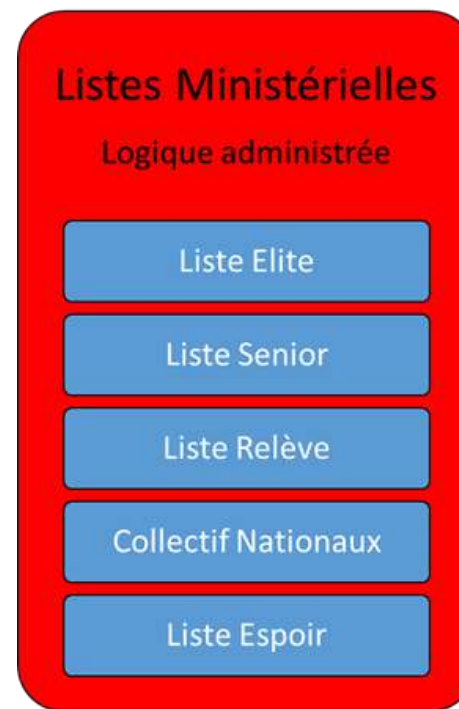 Listes Ministérielles
Logique administrée
Liste Elite
Liste Senior
Liste Relève
Collectif Nationaux
Liste Espoir